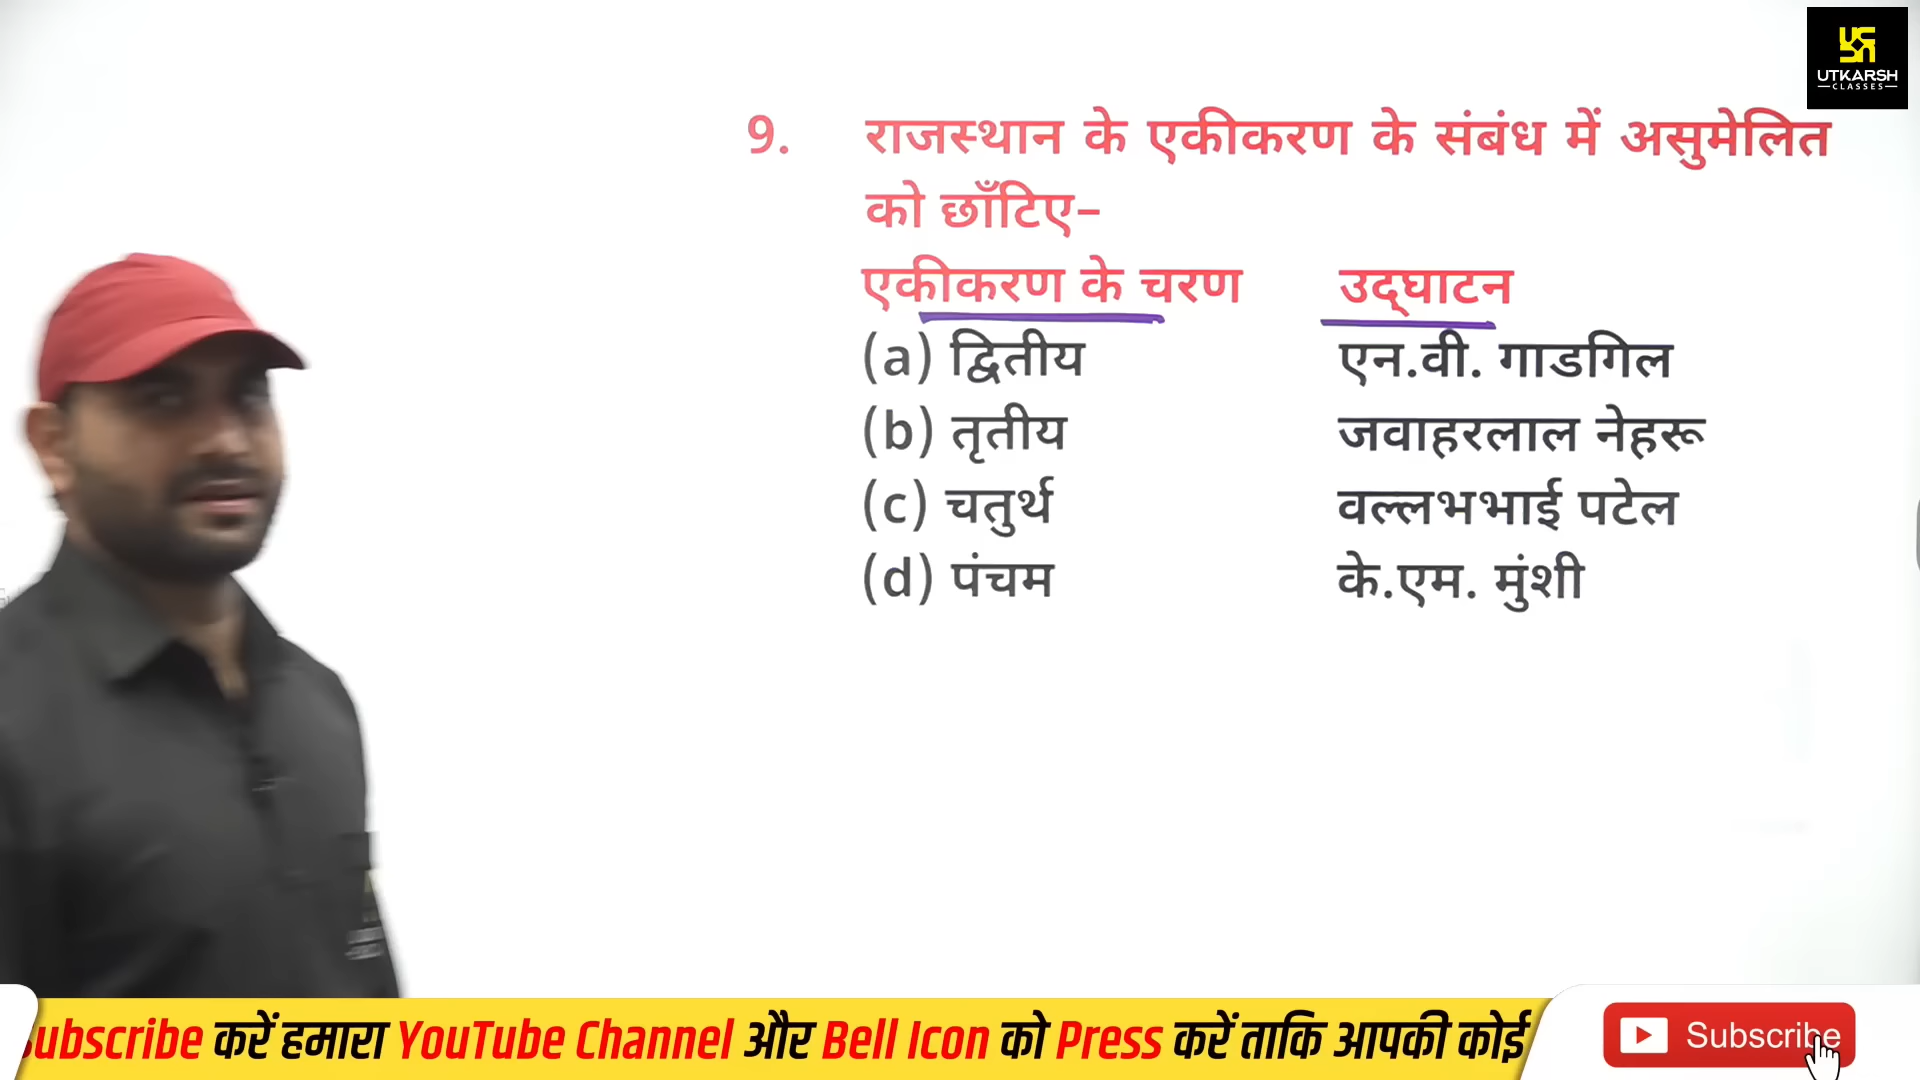 UTKARSH
CLASSES
9. राजस्थान के एकीकरण के संबंध में असुमेलित
को छाँटिए–
एकीकरण के चरण उद्घाटन
(a) द्वितीय एन.वी. गाडगिल
(b) तृतीय जवाहरलाल नेहरू
(c) चतुर्थ वल्लभभाई पटेल
(d) पंचम के.एम. मुंशी
ubscribe करें हमारा YouTube Channel और Bell Icon को Press करें ताकि आपकी कोई
Subscribe